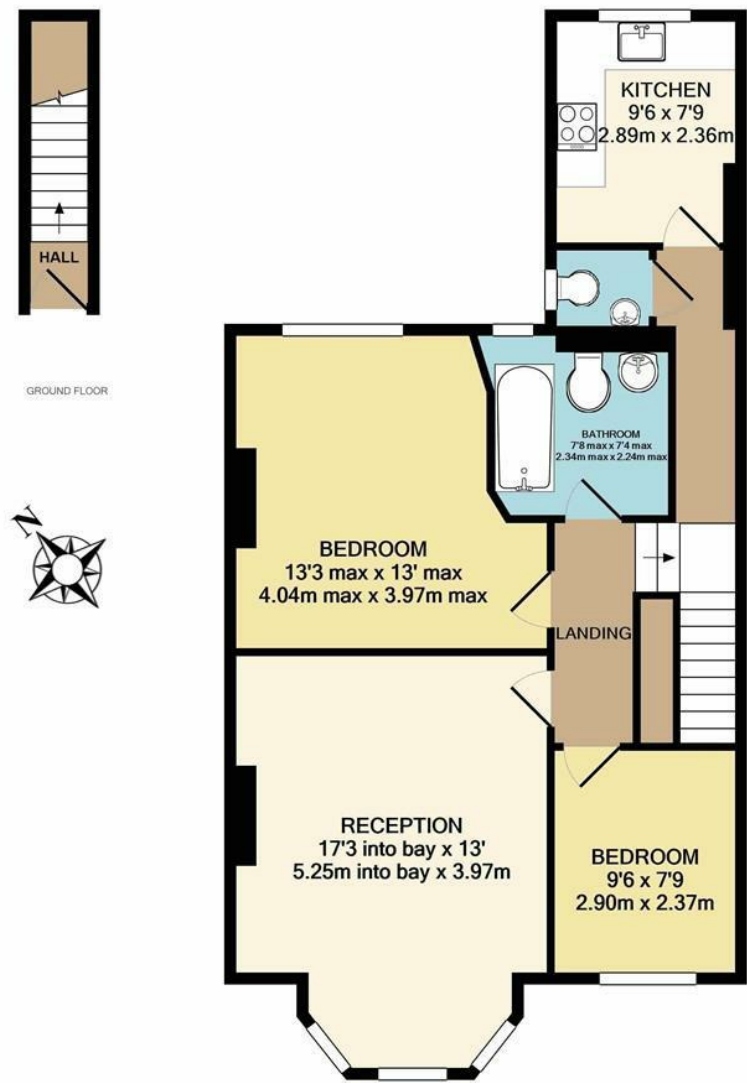 HALL
GROUND FLOOR
N
KITCHEN
9'6 x 7'9
2.89m x 2.36m
BATHROOM
7'8 max x 7'4 max
2.34m max x 2.24m max
BEDROOM
13'3 max x 13' max
4.04m max x 3.97m max
LANDING
RECEPTION
17'3 into bay x 13'
5.25m into bay x 3.97m
BEDROOM
9'6 x 7'9
2.90m x 2.37m